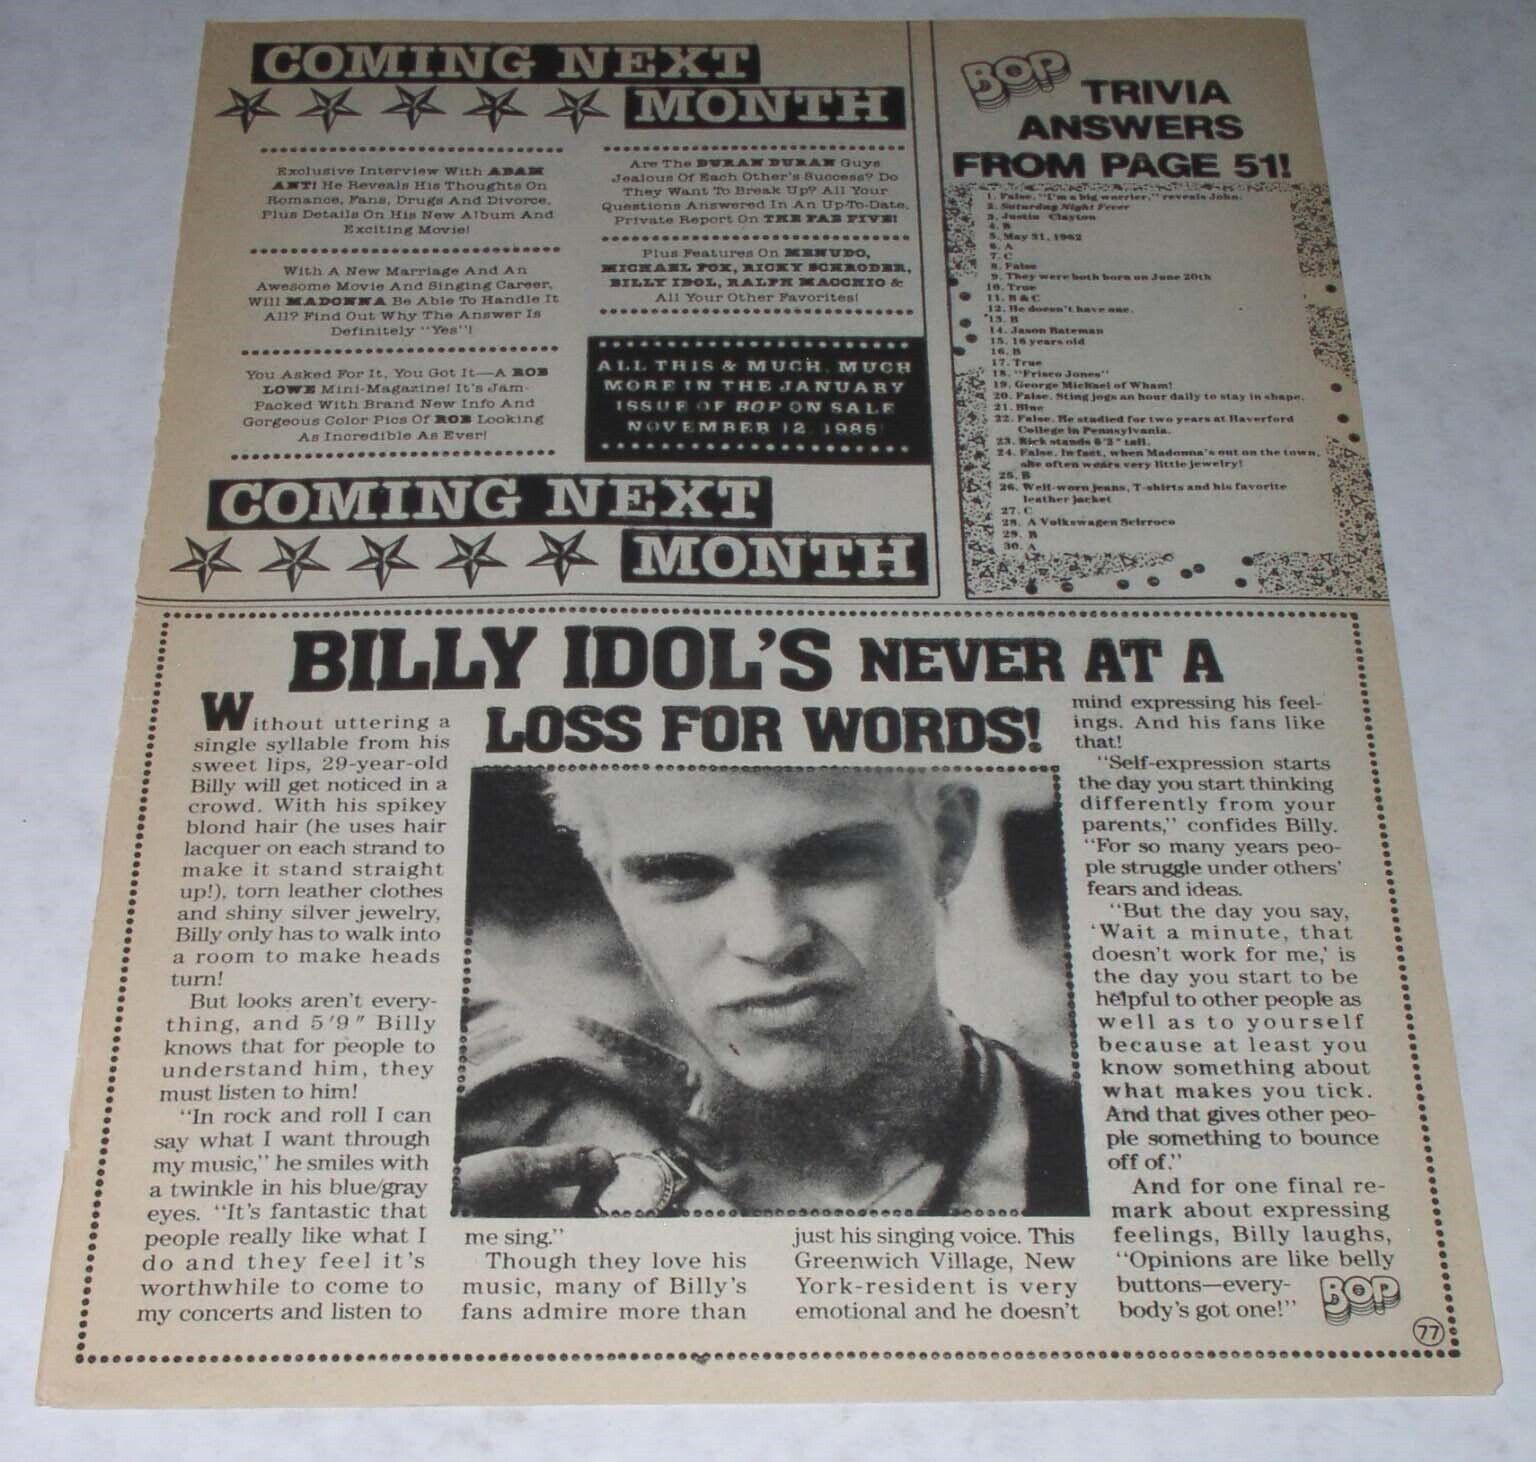 COMING NEXT
MONTH
Exclusive Interview With ADAM
ANT! He Reveals His Thoughts On
Romance, Fans, Drugs And Divorce,
Plus Details On His New Album And
Exciting Movie!
With A New Marriage And An
Awesome Movie And Singing Career,
Will MADONNA Be Able To Handle It
All? Find Out Why The Answer Is
Definitely "Yes"!
You Asked For It, You Got It—A ROB
LOWE Mini-Magazine! It's Jam-
Packed With Brand New Info And
Gorgeous Color Pics Of ROB Looking
As Incredible As Ever!
Are The DURAN DURAN Guys
Jealous Of Each Other's Success? Do
They Want To Break Up? All Your
Questions Answered In An Up-To-Date,
Private Report On THE FAB FIVE!
Plus Features On MENUDO,
MICHAEL FOX, RICKY SCHRODER,
BILLY IDOL, RALPH MACCHIO &
All Your Other Favorites!
ALL THIS & MUCH, MUCH
MORE IN THE JANUARY
ISSUE OF BOP ON SALE
NOVEMBER 12, 1985!
COMING NEXT
MONTH
BOP TRIVIA
ANSWERS
FROM PAGE 51!
1. False. "I'm a big worrier," reveals John.
2. Saturday Night Fever
3. Justin Clayton
4. B
5. May 31, 1962
6. A
7. C
8. False
9. They were both born on June 20th
10. True
11. B & C
12. He doesn't have one.
13. B
14. Jason Bateman
15. 16 years old
16. B
17. True
18. "Frisco Jones"
19. George Michael of Wham!
20. False. Sting jogs an hour daily to stay in shape.
21. Blue
22. False. He studied for two years at Haverford
College in Pennsylvania.
23. Rick stands 6'2" tall.
24. False. In fact, when Madonna's out on the town,
she often wears very little jewelry!
25. B
26. Well-worn jeans, T-shirts and his favorite
leather jacket
27. C
28. A Volkswagen Scirroco
29. B
30. A
BILLY IDOL'S NEVER AT A
LOSS FOR WORDS!
Without uttering a
single syllable from his
sweet lips, 29-year-old
Billy will get noticed in a
crowd. With his spikey
blond hair (he uses hair
lacquer on each strand to
make it stand straight
up!), torn leather clothes
and shiny silver jewelry,
Billy only has to walk into
a room to make heads
turn!
But looks aren't every-
thing, and 5'9" Billy
knows that for people to
understand him, they
must listen to him!
"In rock and roll I can
say what I want through
my music," he smiles with
a twinkle in his blue/gray
eyes. "It's fantastic that
people really like what I
do and they feel it's
worthwhile to come to
my concerts and listen to
me sing."
Though they love his
music, many of Billy's
fans admire more than
just his singing voice. This
Greenwich Village, New
York-resident is very
emotional and he doesn't
mind expressing his feel-
ings. And his fans like
that!
"Self-expression starts
the day you start thinking
differently from your
parents," confides Billy.
"For so many years peo-
ple struggle under others'
fears and ideas.
"But the day you say,
'Wait a minute, that
doesn't work for me,' is
the day you start to be
helpful to other people as
well as to yourself
because at least you
know something about
what makes you tick.
And that gives other peo-
ple something to bounce
off of."
And for one final re-
mark about expressing
feelings, Billy laughs,
"Opinions are like belly
buttons—every-
body's got one!" BOP
77